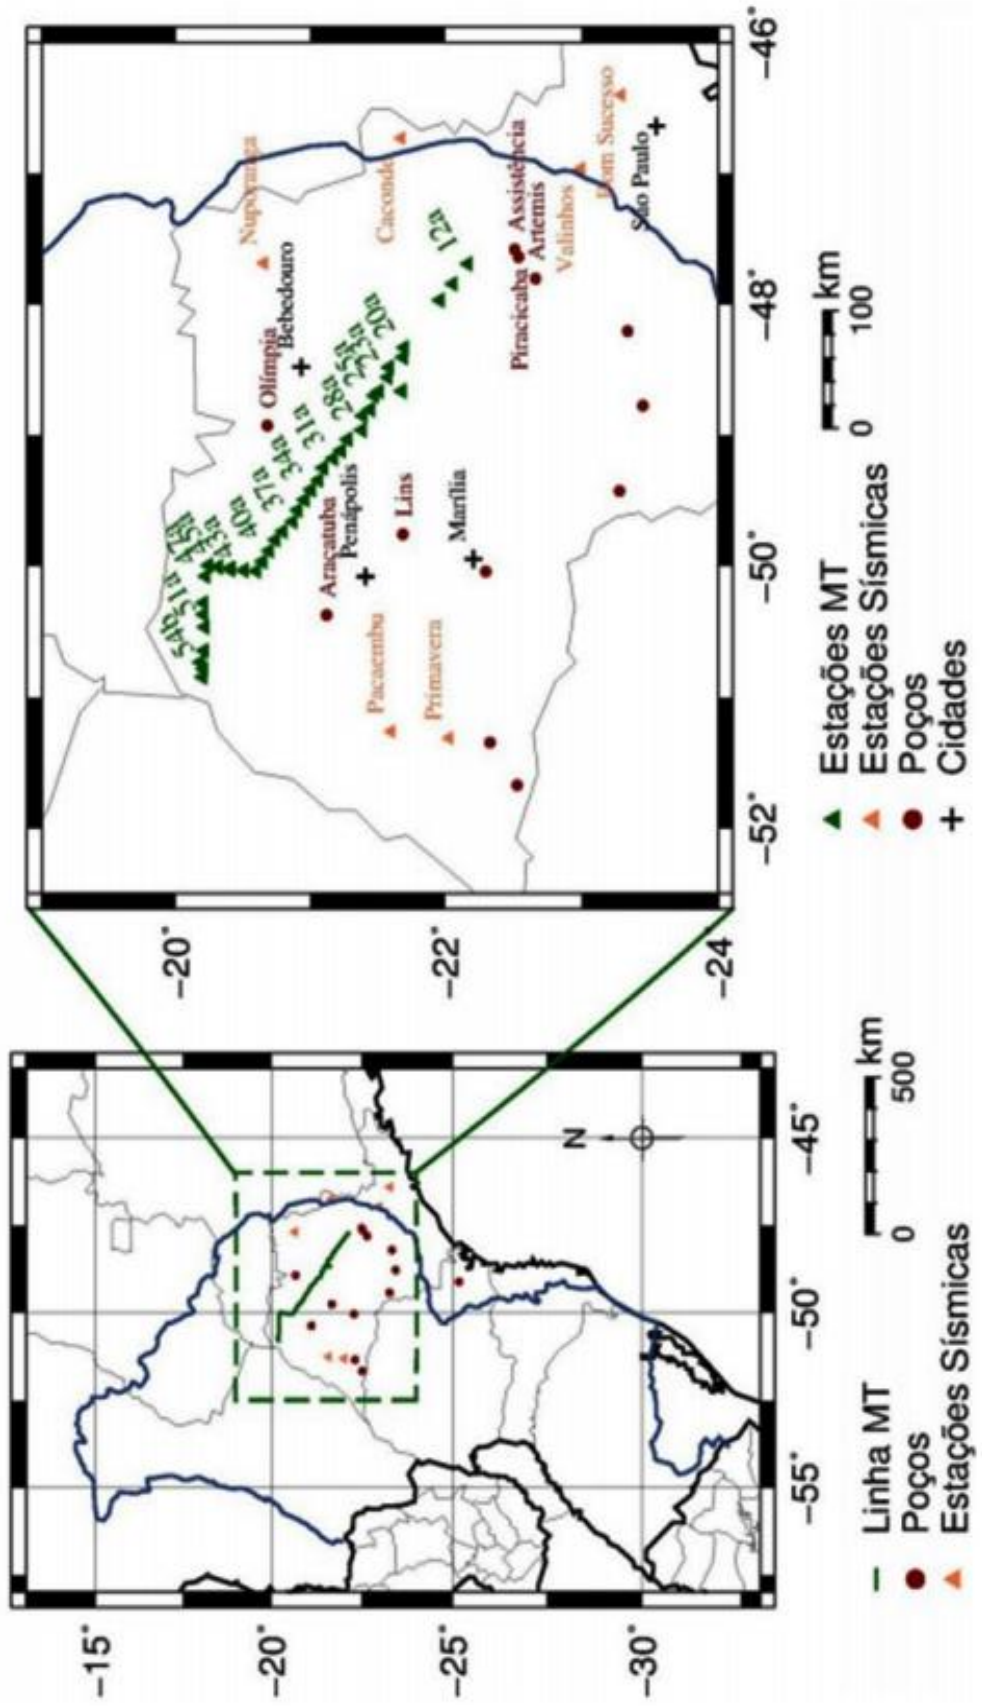 −15°
−20°
−25°
−30°
−55°
−50°
−45°
N
Linha MT
Poços
Estações Sísmicas
0
500
km
−20°
−22°
−24
−52°
−50°
−48°
−46°
54b
51a
47a
45a
43a
40a
37a
34a
31a
28a
25a
23a
20a
12a
Nuporanga
Olímpia
Bebedouro
Caconde
Araçatuba
Penápolis
Lins
Marília
Pacaembu
Primavera
Piracicaba
Assistência
Artemis
Valinhos
Bom Sucesso
São Paulo
Estações MT
Estações Sísmicas
Poços
Cidades
0
100
km